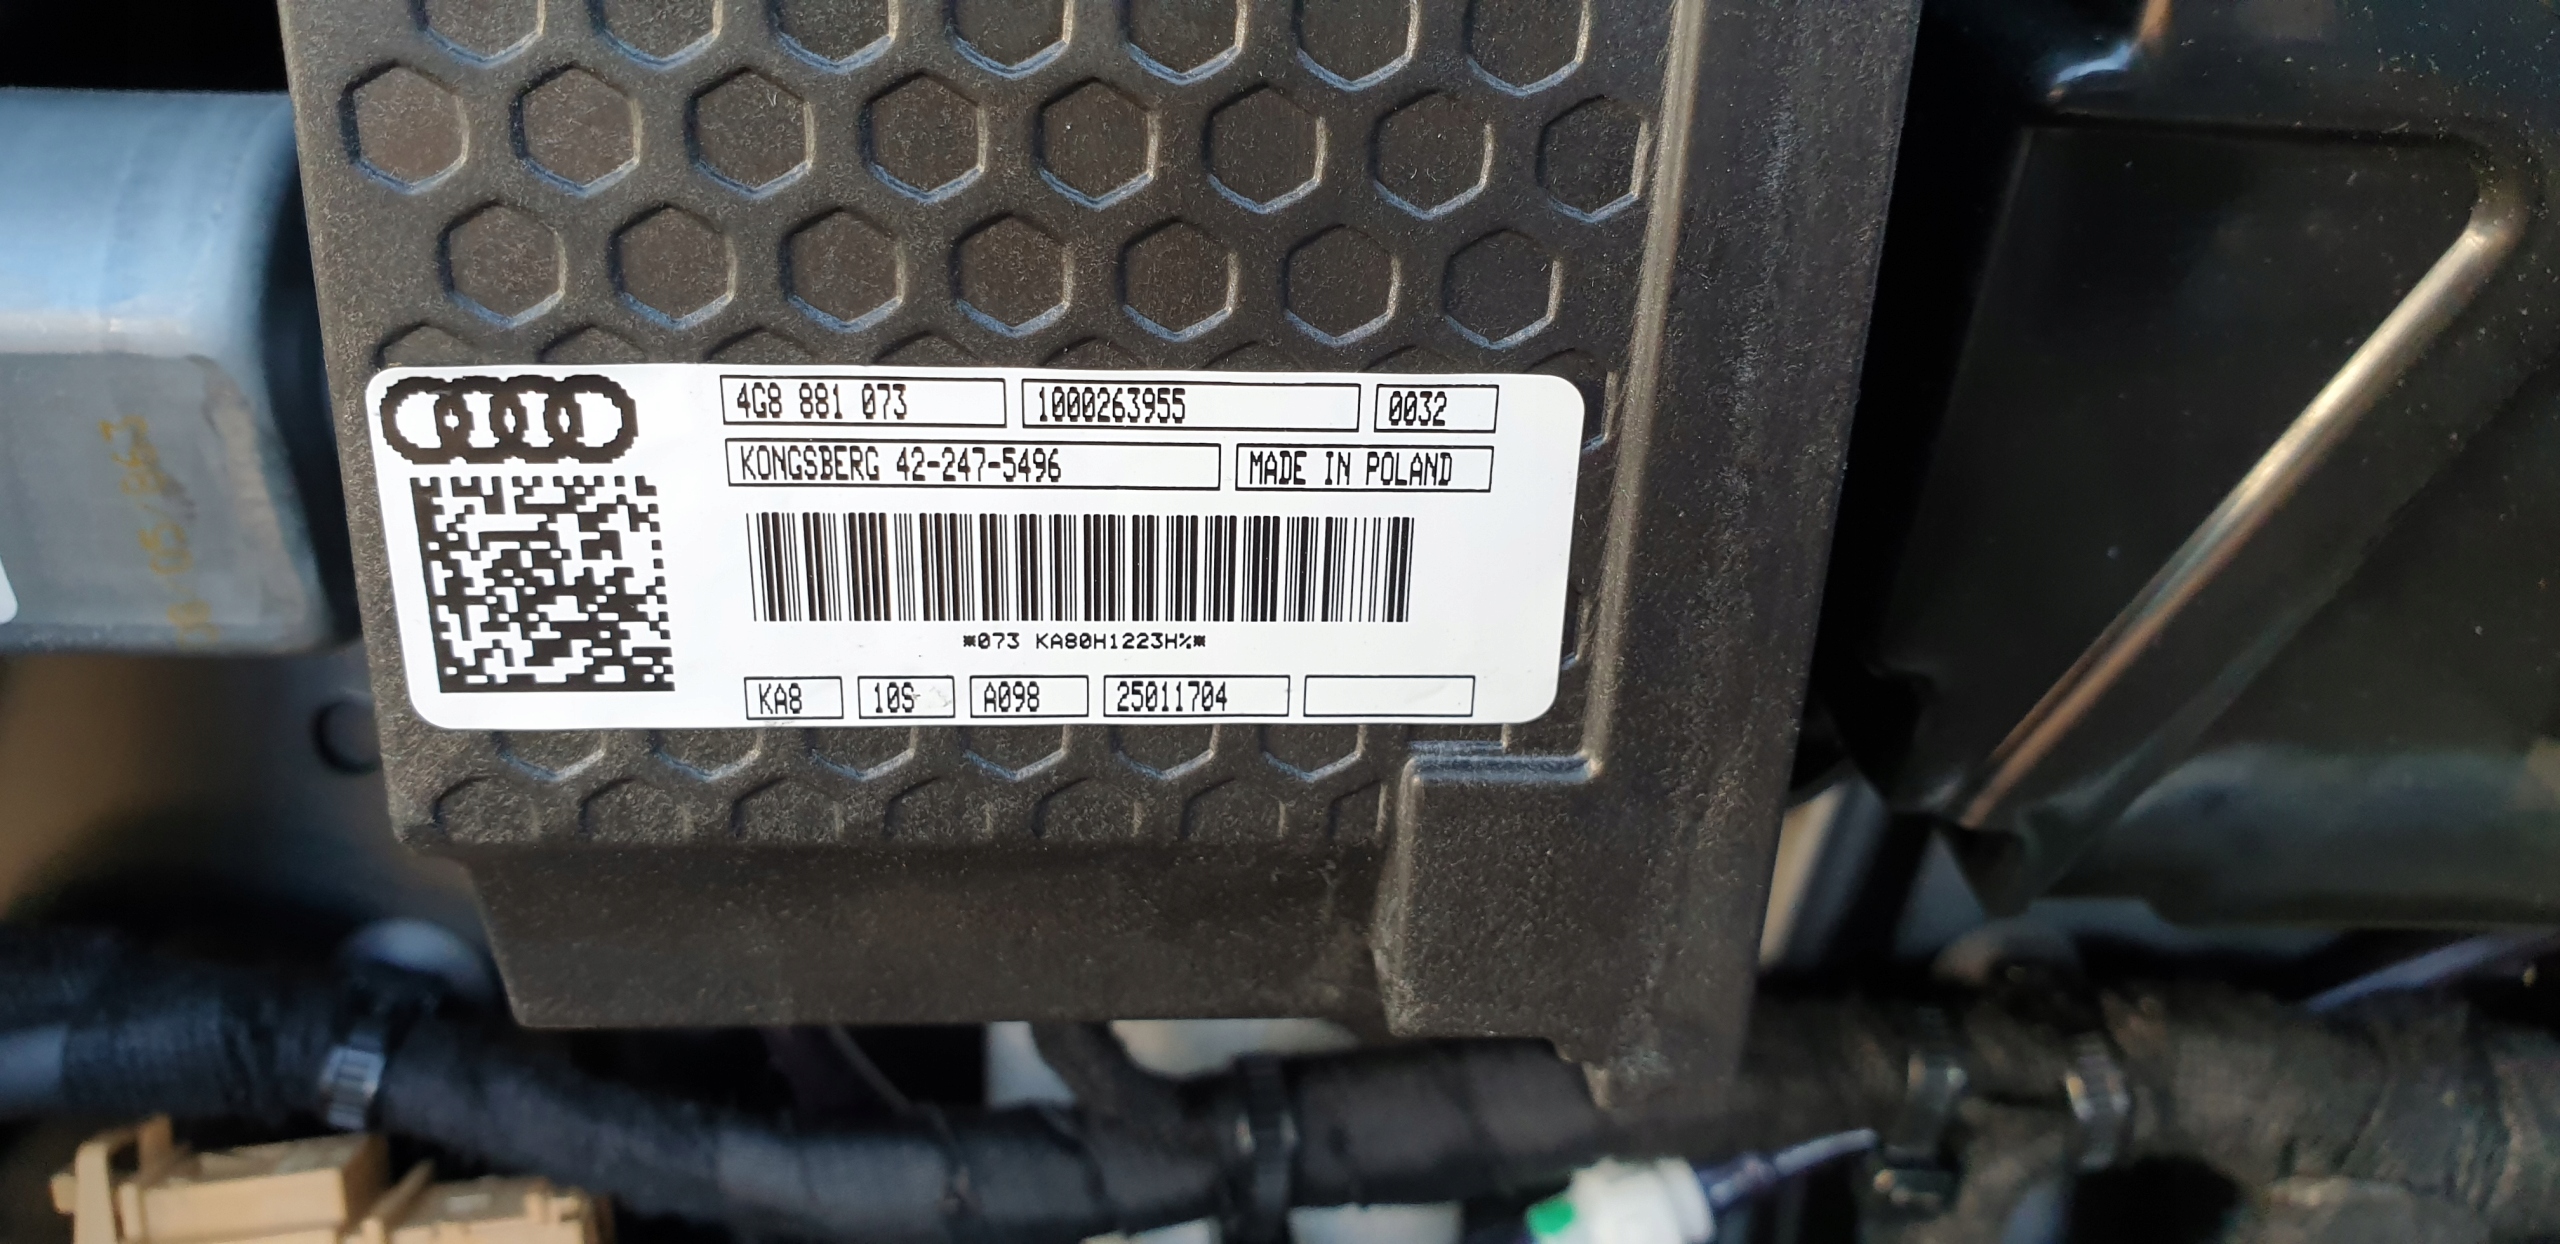 4G8 881 073 1000263955 0032
KONGSBERG 42-247-5496 MADE IN POLAND
*073 KA80H1223H%*
KA8 10S A098 25011704